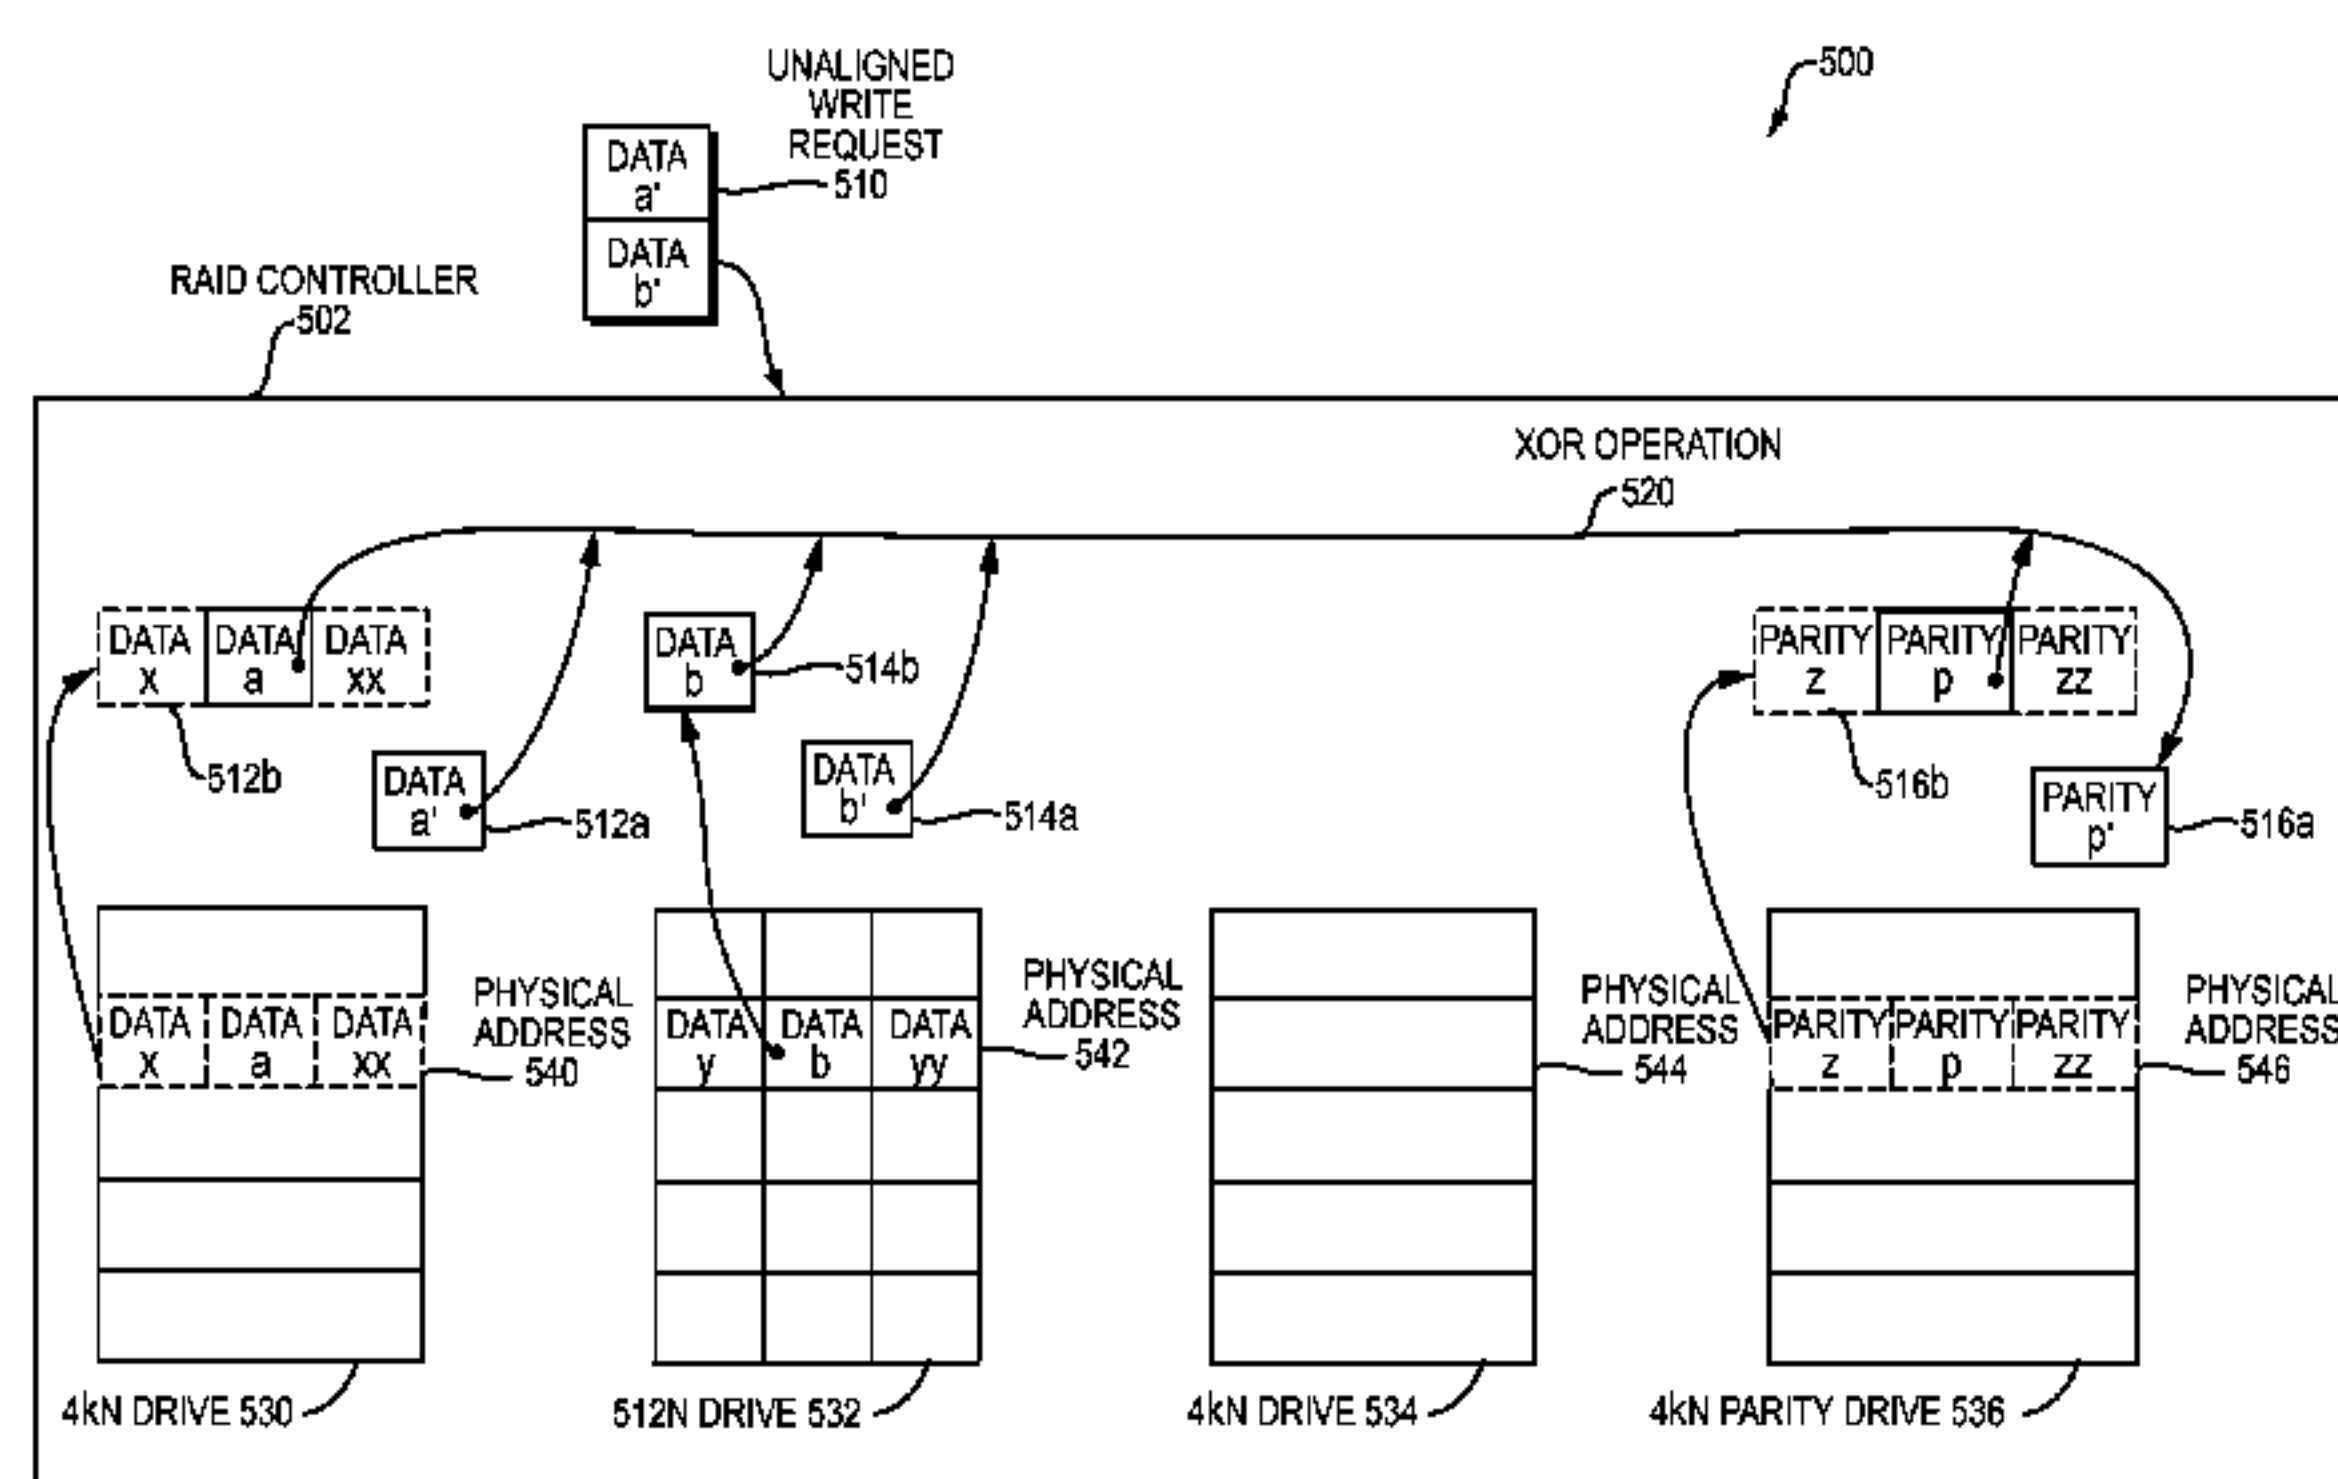 UNALIGNED
WRITE
REQUEST
510
500
DATA
a'
DATA
b'
RAID CONTROLLER
502
XOR OPERATION
520
DATA
x
DATA
a
DATA
xx
512b
DATA
a'
512a
DATA
b
514b
DATA
b'
514a
PARITY
z
PARITY
p
PARITY
zz
516b
PARITY
p'
516a
DATA
x
DATA
a
DATA
xx
PHYSICAL
ADDRESS
540
DATA
y
DATA
b
DATA
yy
PHYSICAL
ADDRESS
542
PHYSICAL
ADDRESS
544
PARITY
z
PARITY
p
PARITY
zz
PHYSICAL
ADDRESS
546
4kN DRIVE 530
512N DRIVE 532
4kN DRIVE 534
4kN PARITY DRIVE 536